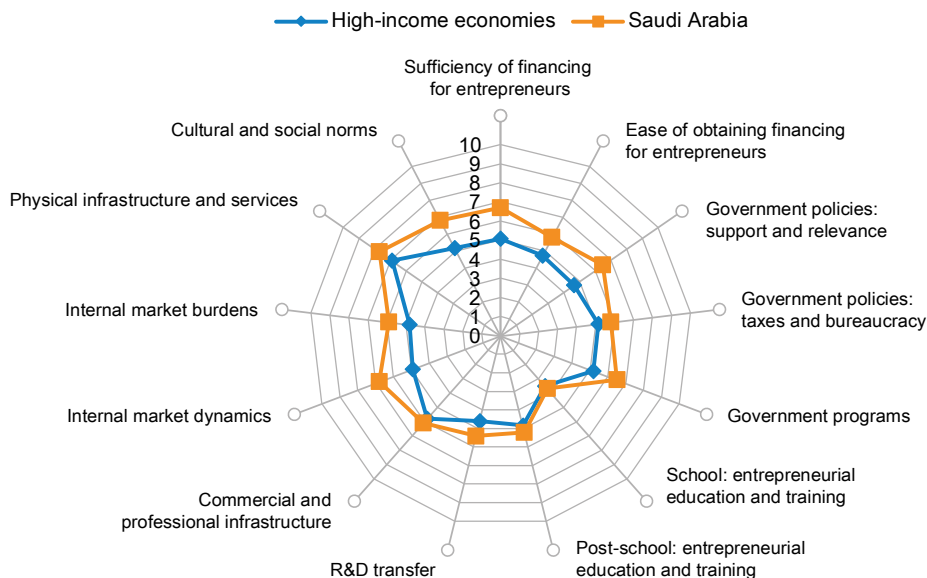 High-income economies
Saudi Arabia
Sufficiency of financing
for entrepreneurs
Cultural and social norms
Ease of obtaining financing
for entrepreneurs
Physical infrastructure and services
Government policies:
support and relevance
Internal market burdens
Government policies:
taxes and bureaucracy
Internal market dynamics
Government programs
Commercial and
professional infrastructure
School: entrepreneurial
education and training
R&D transfer
Post-school: entrepreneurial
education and training
10
9
8
7
6
5
4
3
2
1
0